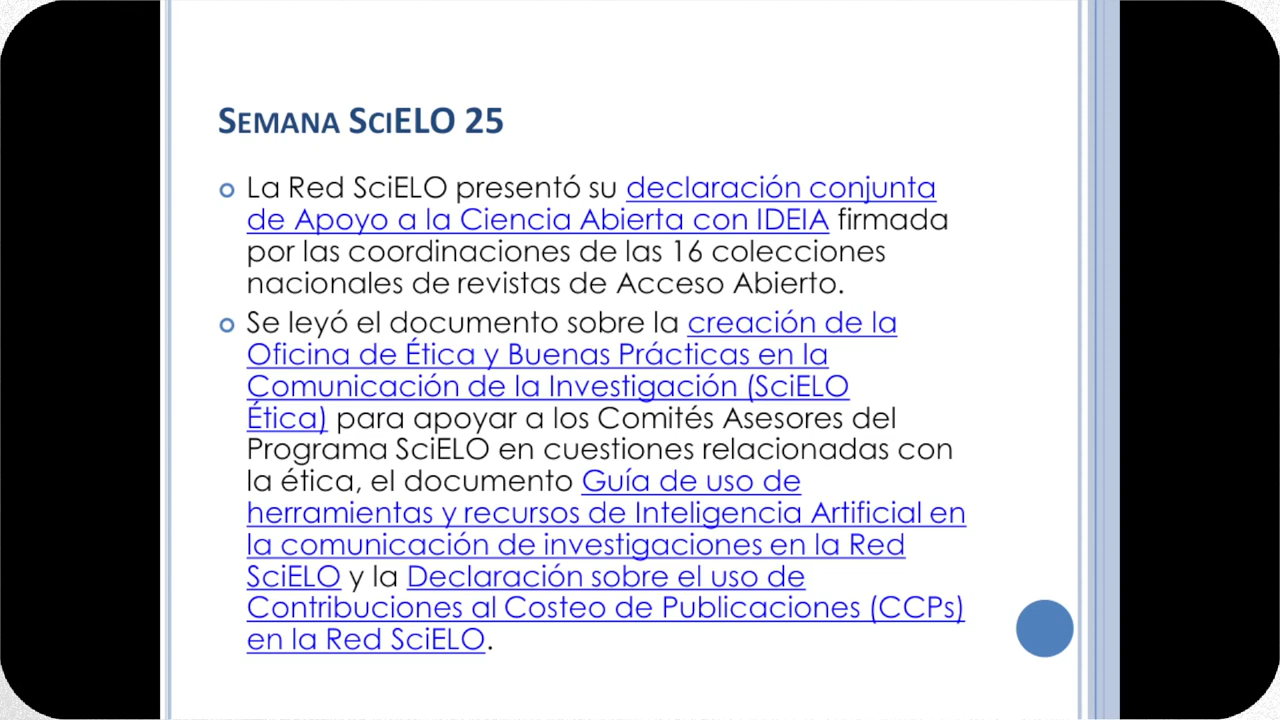 SEMANA SCIELO 25
La Red SciELO presentó su declaración conjunta
de Apoyo a la Ciencia Abierta con IDEIA firmada
por las coordinaciones de las 16 colecciones
nacionales de revistas de Acceso Abierto.
Se leyó el documento sobre la creación de la
Oficina de Ética y Buenas Prácticas en la
Comunicación de la Investigación (SciELO
Ética) para apoyar a los Comités Asesores del
Programa SciELO en cuestiones relacionadas con
la ética, el documento Guía de uso de
herramientas y recursos de Inteligencia Artificial en
la comunicación de investigaciones en la Red
SciELO y la Declaración sobre el uso de
Contribuciones al Costeo de Publicaciones (CCPs)
en la Red SciELO.